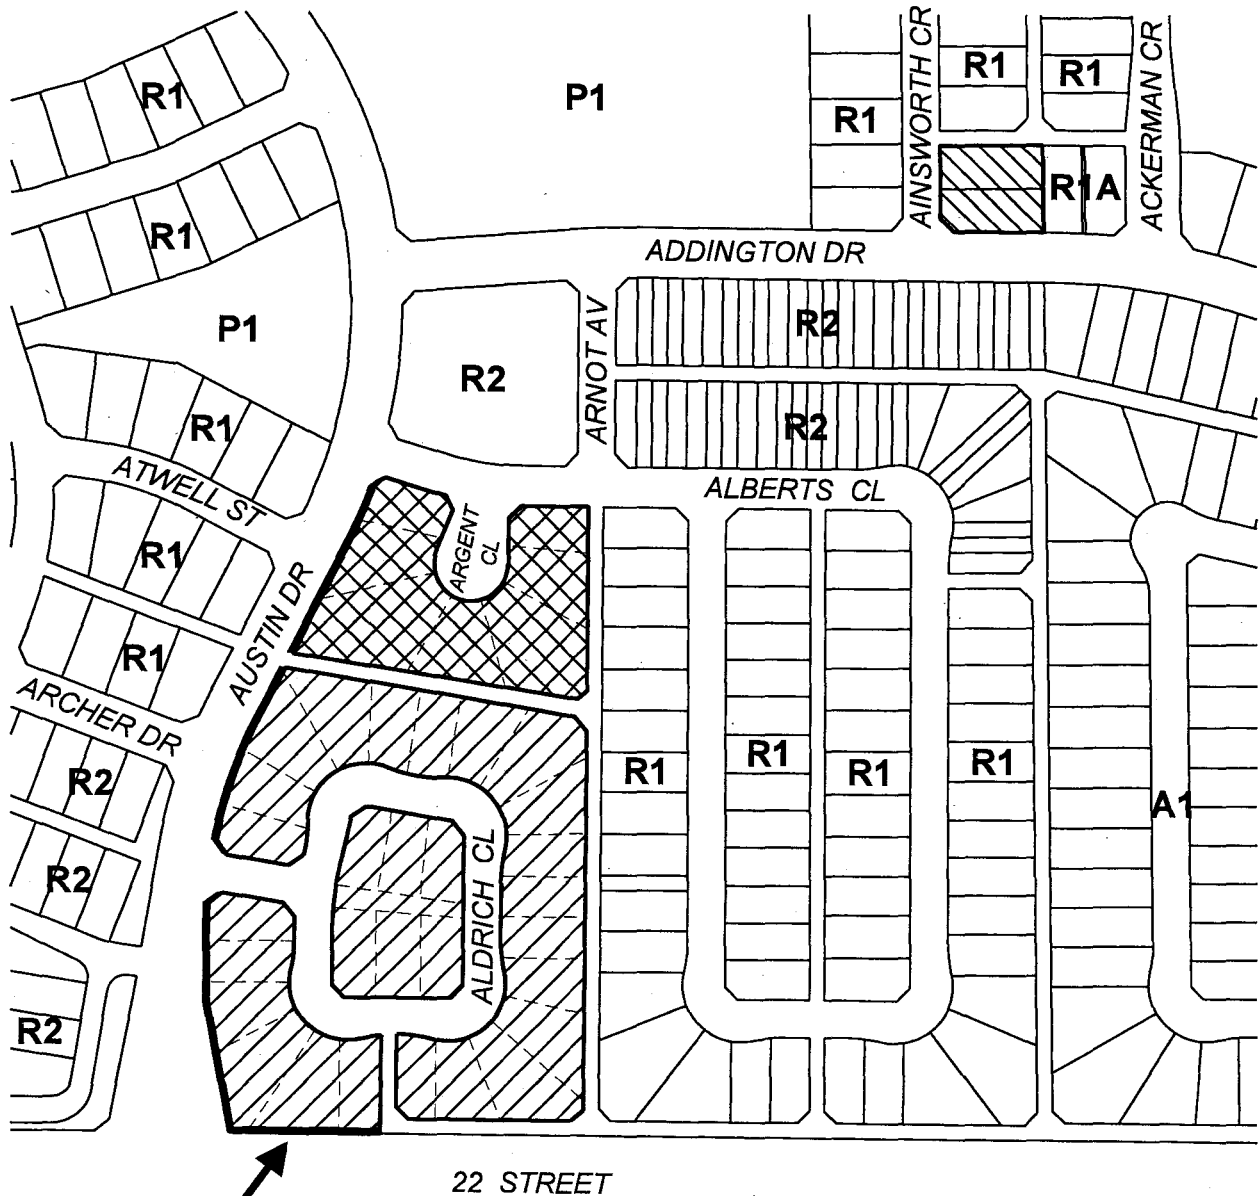 AINSWORTH CR
ACKERMAN CR
R1
R1
R1
P1
R1
R1
R1A
ADDINGTON DR
P1
R2
R2
ARNOT AV
R1
R2
ATWELL ST
ALBERTS CL
ARGENT
CL
R1
AUSTIN DR
R1
ARCHER DR
R2
R1
R1
R1
R1
A1
R2
ALDRICH CL
R2
22 STREET